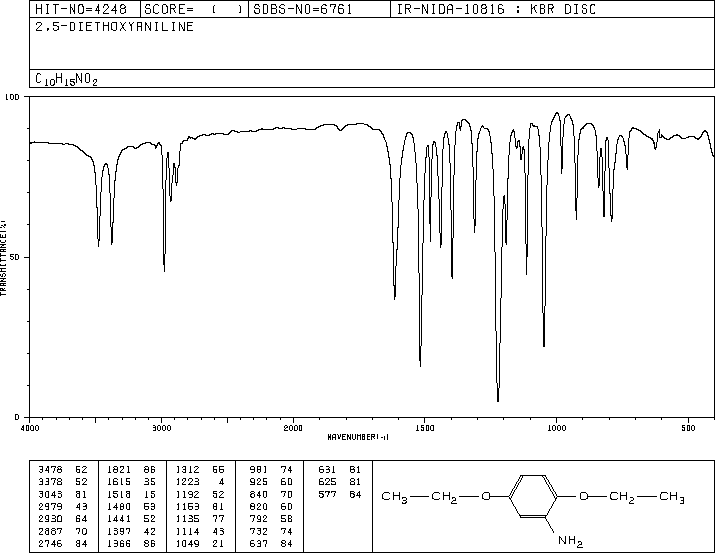 HIT-NO=4248 SCORE= ( ) SDBS-NO=6761 IR-NIDA-10816 : KBR DISC
2,5-DIETHOXYANILINE
C10H15NO2
100
50
0
TRANSMITTANCE(%)
4000 3000 2000 1500 1000 500
WAVENUMBER(-1)
3478 52 1821 86 1312 55 981 74 631 81
3378 52 1615 35 1223 4 925 60 625 81
3043 81 1518 15 1192 52 840 70 577 84
2979 43 1480 53 1153 81 820 60
2930 64 1441 52 1135 77 792 58
2887 70 1397 42 1114 43 732 74
2746 84 1366 86 1049 21 637 84
CH3 CH2 O O CH2 CH3
NH2